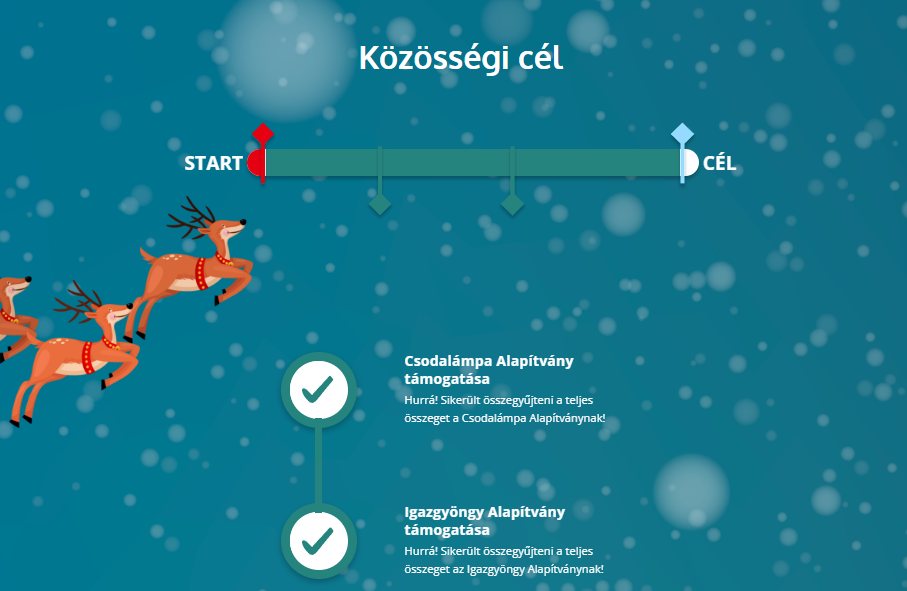 Közösségi cél
START
CÉL
Csodalámpa Alapítvány
támogatása
Hurrá! Sikerült összegyűjteni a teljes
összeget a Csodalámpa Alapítványnak!
Igazgyöngy Alapítvány
támogatása
Hurrá! Sikerült összegyűjteni a teljes
összeget az Igazgyöngy Alapítványnak!